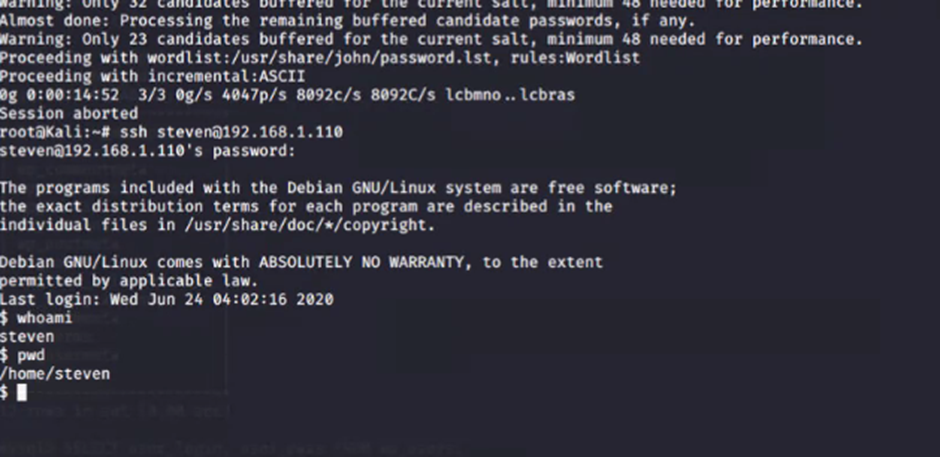 Warning: Only 32 candidates buffered for the current salt, minimum 48 needed for performance.
Almost done: Processing the remaining buffered candidate passwords, if any.
Warning: Only 23 candidates buffered for the current salt, minimum 48 needed for performance.
Proceeding with wordlist:/usr/share/john/password.lst, rules:Wordlist
Proceeding with incremental:ASCII
0g 0:00:14:52  3/3 0g/s 4047p/s 8092c/s 8092C/s lcbmno..lcbras
Session aborted
root@Kali:~# ssh steven@192.168.1.110
steven@192.168.1.110's password:
The programs included with the Debian GNU/Linux system are free software;
the exact distribution terms for each program are described in the
individual files in /usr/share/doc/*/copyright.
Debian GNU/Linux comes with ABSOLUTELY NO WARRANTY, to the extent
permitted by applicable law.
Last login: Wed Jun 24 04:02:16 2020
$ whoami
steven
$ pwd
/home/steven
$